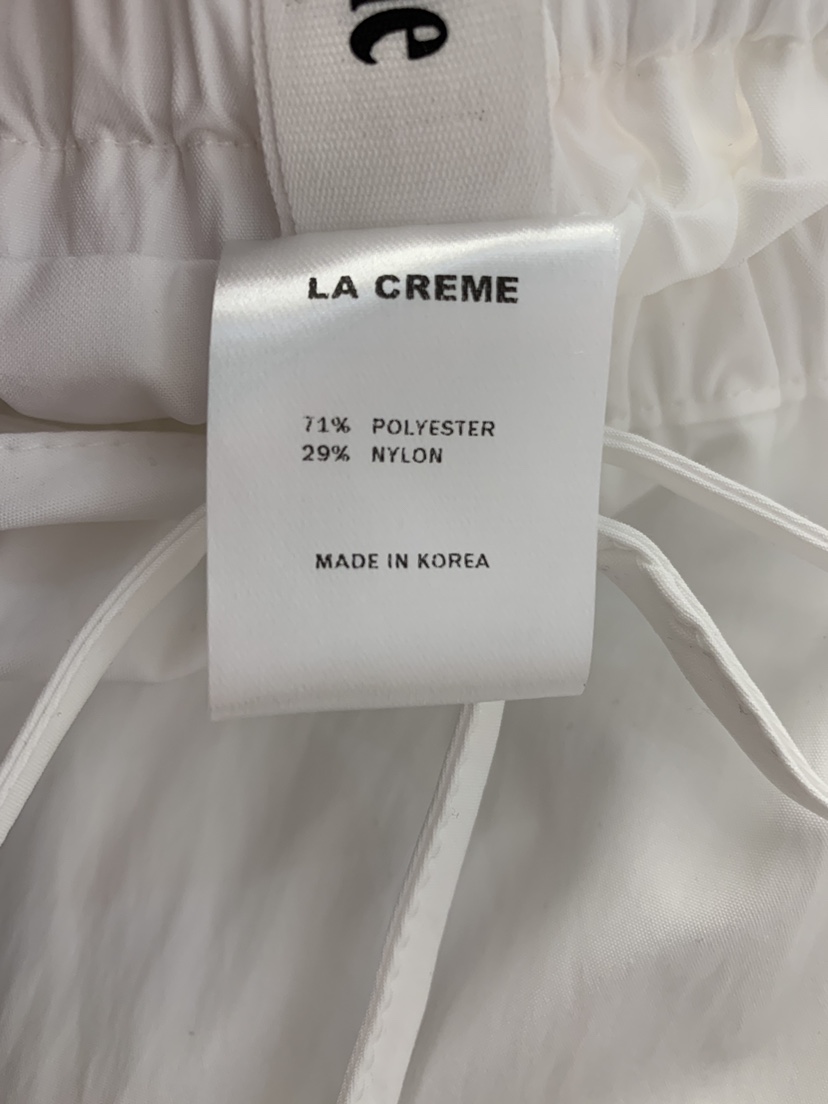 LA CREME
71% POLYESTER
29% NYLON
MADE IN KOREA